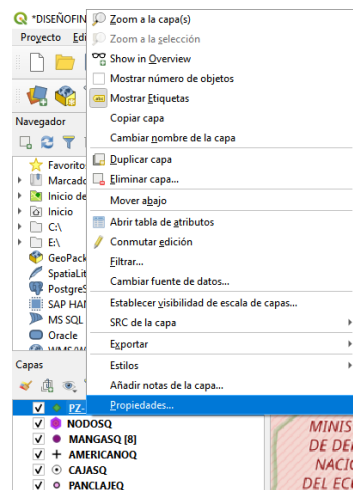 *DISEÑOFIN
Proyecto Edi
Zoom a la capa(s)
Zoom a la selección
Show in Overview
Mostrar número de objetos
abc Mostrar Etiquetas
Copiar capa
Cambiar nombre de la capa
Duplicar capa
Eliminar capa...
Mover abajo
Abrir tabla de atributos
Conmutar edición
Filtrar...
Cambiar fuente de datos...
Establecer visibilidad de escala de capas...
SRC de la capa
Exportar
Estilos
Añadir notas de la capa...
Propiedades...
Navegador
Favorito
Marcado
Inicio de
Inicio
C:\
E:\
GeoPack
SpatiaLit
PostgreS
SAP HAN
MS SQL
Oracle
WMS/W
Capas
PZ-
NODOSQ
MANGASQ [8]
AMERICANOQ
CAJASQ
PANCLAJEQ
MINIS
DE DE
NACIO
DEL EC